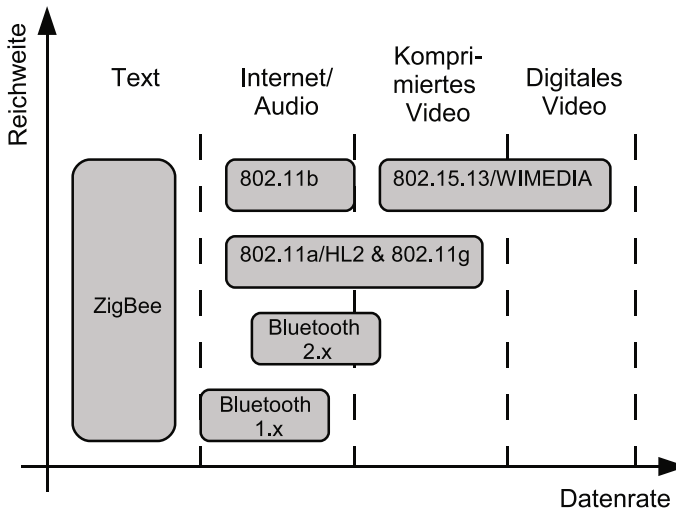 Reichweite
Text
Internet/
Audio
Kompri-
miertes
Video
Digitales
Video
802.11b
802.15.13/WIMEDIA
802.11a/HL2 & 802.11g
ZigBee
Bluetooth
2.x
Bluetooth
1.x
Datenrate